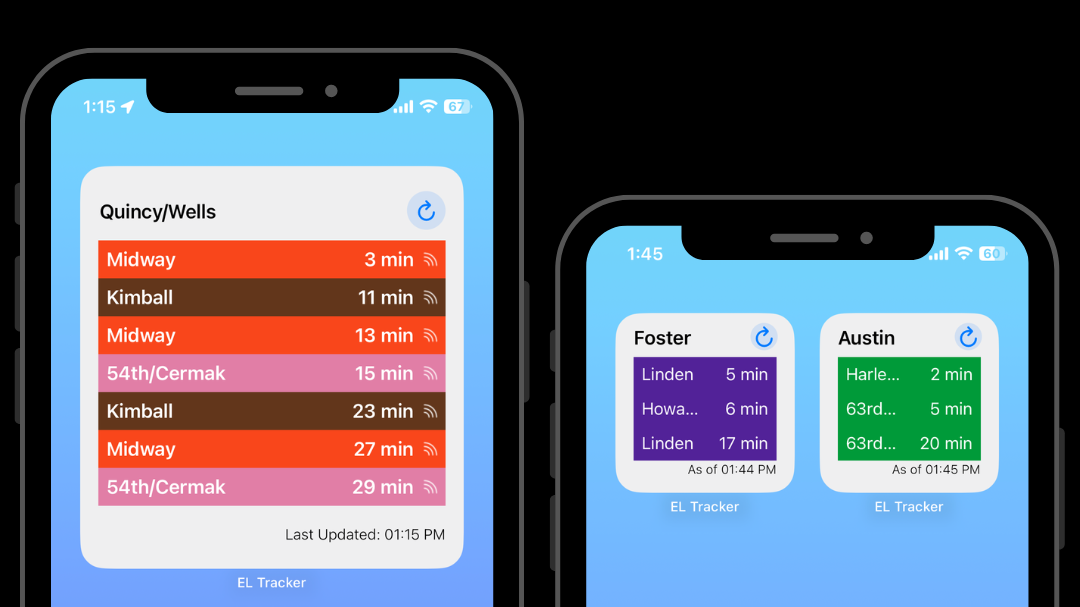 1:15 67
Quincy/Wells
Midway 3 min
Kimball 11 min
Midway 13 min
54th/Cermak 15 min
Kimball 23 min
Midway 27 min
54th/Cermak 29 min
Last Updated: 01:15 PM
EL Tracker
1:45 60
Foster
Linden 5 min
Howa... 6 min
Linden 17 min
As of 01:44 PM
EL Tracker
Austin
Harle... 2 min
63rd... 5 min
63rd... 20 min
As of 01:45 PM
EL Tracker